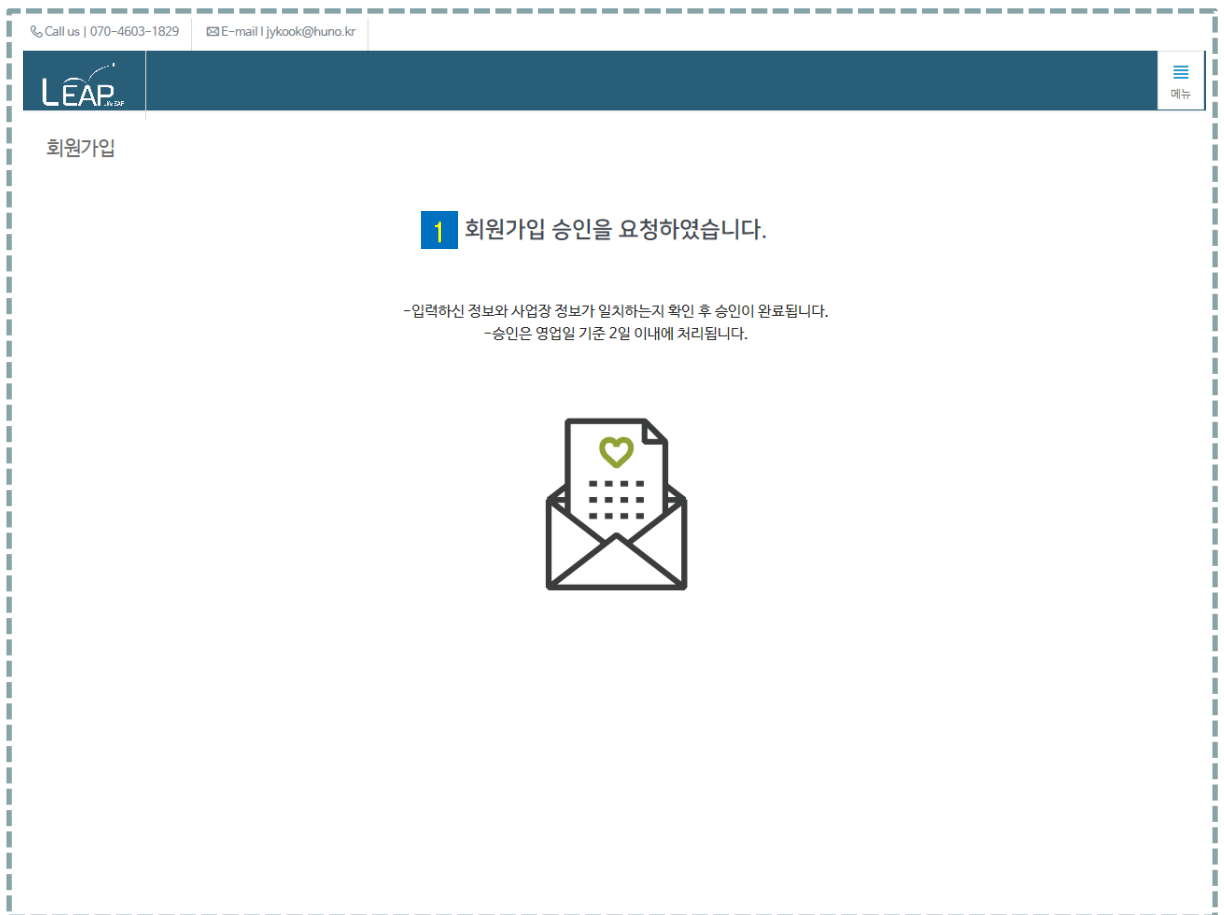 Call us | 070-4603-1829
E-mail l jykook@huno.kr
LEAP Life EAP
메뉴
회원가입
1 회원가입 승인을 요청하였습니다.
-입력하신 정보와 사업장 정보가 일치하는지 확인 후 승인이 완료됩니다.
-승인은 영업일 기준 2일 이내에 처리됩니다.